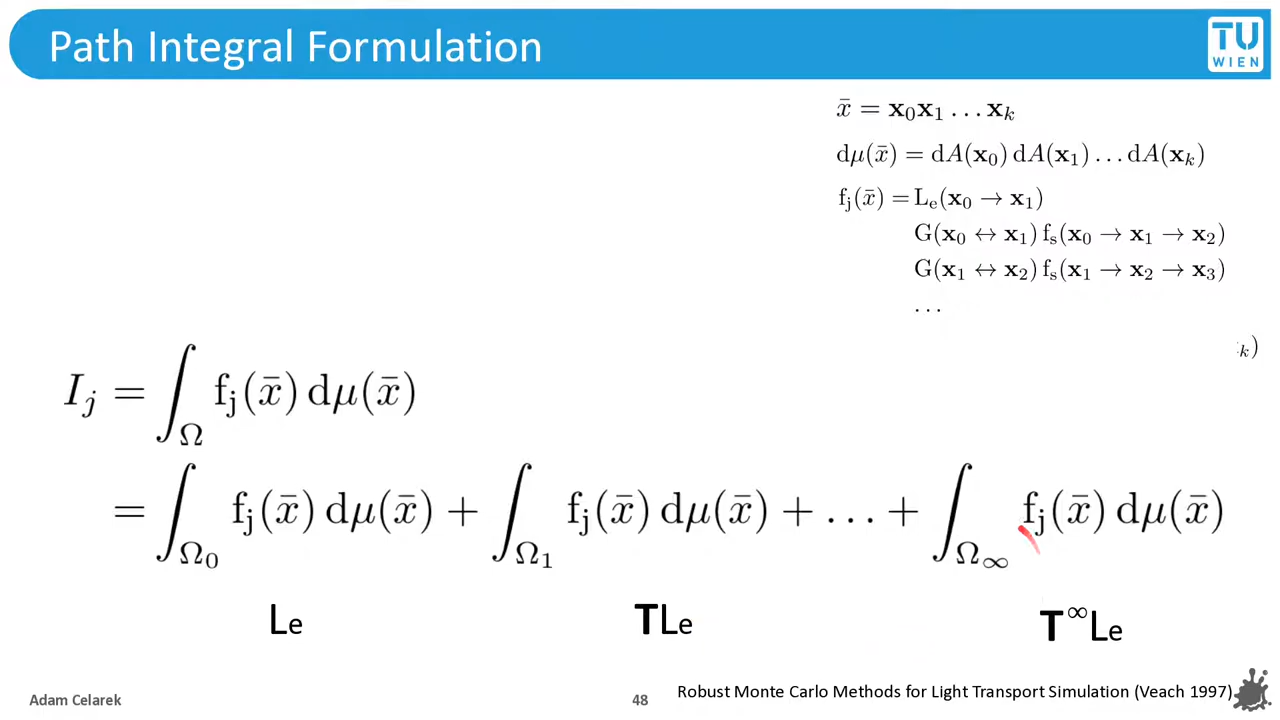 Path Integral Formulation
TU
WIEN
x̄ = x₀x₁ … xₖ
dμ(x̄) = dA(x₀) dA(x₁) … dA(xₖ)
fⱼ(x̄) = Lₑ(x₀ → x₁)
G(x₀ ↔ x₁) fₛ(x₀ → x₁ → x₂)
G(x₁ ↔ x₂) fₛ(x₁ → x₂ → x₃)
…
ₖ)
Iⱼ = ∫_Ω fⱼ(x̄) dμ(x̄)
= ∫_Ω₀ fⱼ(x̄) dμ(x̄) + ∫_Ω₁ fⱼ(x̄) dμ(x̄) + … + ∫_Ω∞ fⱼ(x̄) dμ(x̄)
Lₑ TLₑ T^∞Lₑ
Adam Celarek 48 Robust Monte Carlo Methods for Light Transport Simulation (Veach 1997)